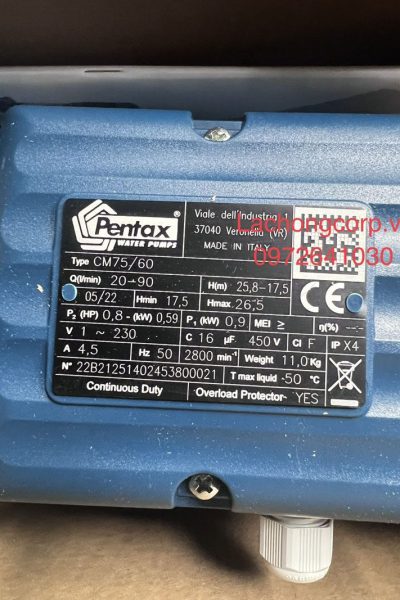 Pentax®
WATER PUMPS
Viale dell'Industria
37040 Veronella (VR)
MADE IN ITALY
Lachongcorp.vn
0972641030
Type CM75/60
Q(l/min) 20→90 H(m) 25,8-17,5
05/22 Hmin 17,5 Hmax 26,5
P2 (HP) 0,8 - (kW) 0,59 P1 (kW) 0,9 MEI ≥ η(%) --.-
V 1 ~ 230 C 16 µF 450 V Cl F IP X4
A 4,5 Hz 50 2800 min-1 Weight 11,0 Kg
N° 22B21251402453800021 T max liquid -50 °C
Continuous Duty Overload Protector- YES
CE